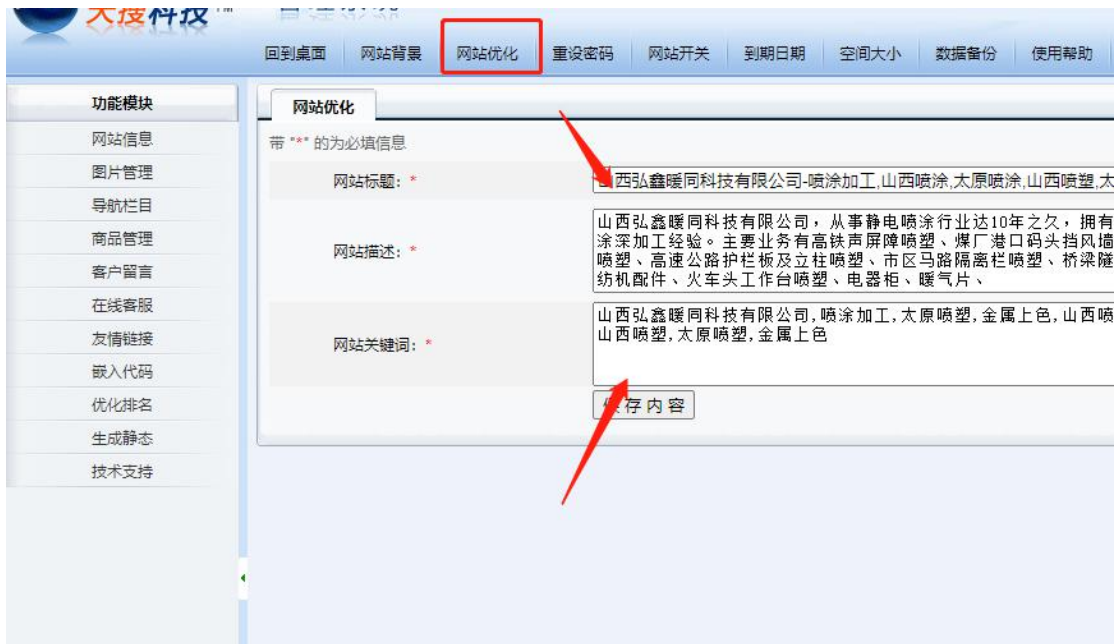 科技
回到桌面 网站背景 网站优化 重设密码 网站开关 到期日期 空间大小 数据备份 使用帮助
功能模块
网站信息
图片管理
导航栏目
商品管理
客户留言
在线客服
友情链接
嵌入代码
优化排名
生成静态
技术支持
网站优化
带 "*" 的为必填信息
网站标题: *
山西弘鑫暖同科技有限公司-喷涂加工,山西喷涂,太原喷涂,山西喷塑,太
网站描述: *
山西弘鑫暖同科技有限公司，从事静电喷涂行业达10年之久，拥有
涂深加工经验。主要业务有高铁声屏障喷塑、煤厂港口码头挡风墙
喷塑、高速公路护栏板及立柱喷塑、市区马路隔离栏喷塑、桥梁隧
纺机配件、火车头工作台喷塑、电器柜、暖气片、
网站关键词: *
山西弘鑫暖同科技有限公司,喷涂加工,太原喷塑,金属上色,山西喷
山西喷塑,太原喷塑,金属上色
保存内容